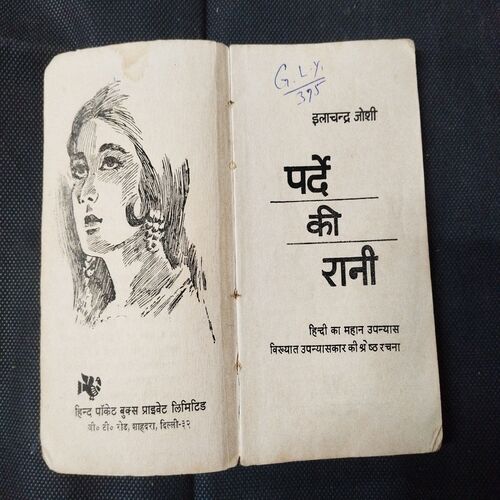 हिन्द पॉकेट बुक्स प्राइवेट लिमिटिड
जी० टी० रोड, शाहदरा, दिल्ली-३२
G.L.Y.
395
इलाचन्द्र जोशी
पर्दे
की
रानी
हिन्दी का महान उपन्यास
विख्यात उपन्यासकार की श्रेष्ठ रचना